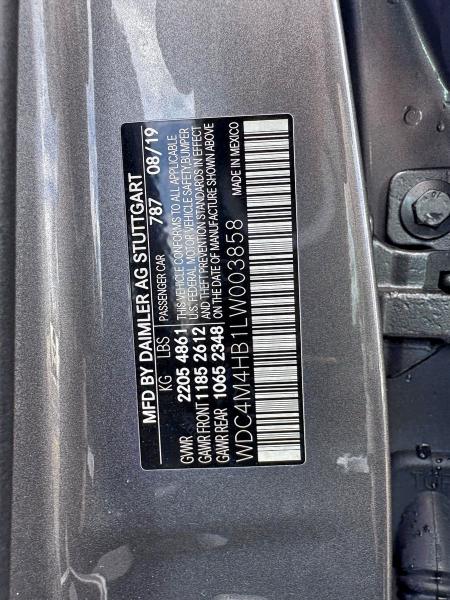 MFD BY DAIMLER AG STUTTGART
KG LBS PASSENGER CAR 787 08/19
GVWR 2205 4861 THIS VEHICLE CONFORMS TO ALL APPLICABLE
GAWR FRONT 1185 2612 U.S. FEDERAL MOTOR VEHICLE SAFETY, BUMPER
AND THEFT PREVENTION STANDARDS IN EFFECT
GAWR REAR 1065 2348 ON THE DATE OF MANUFACTURE SHOWN ABOVE
WDC4M4HB1LW003858 MADE IN MEXICO